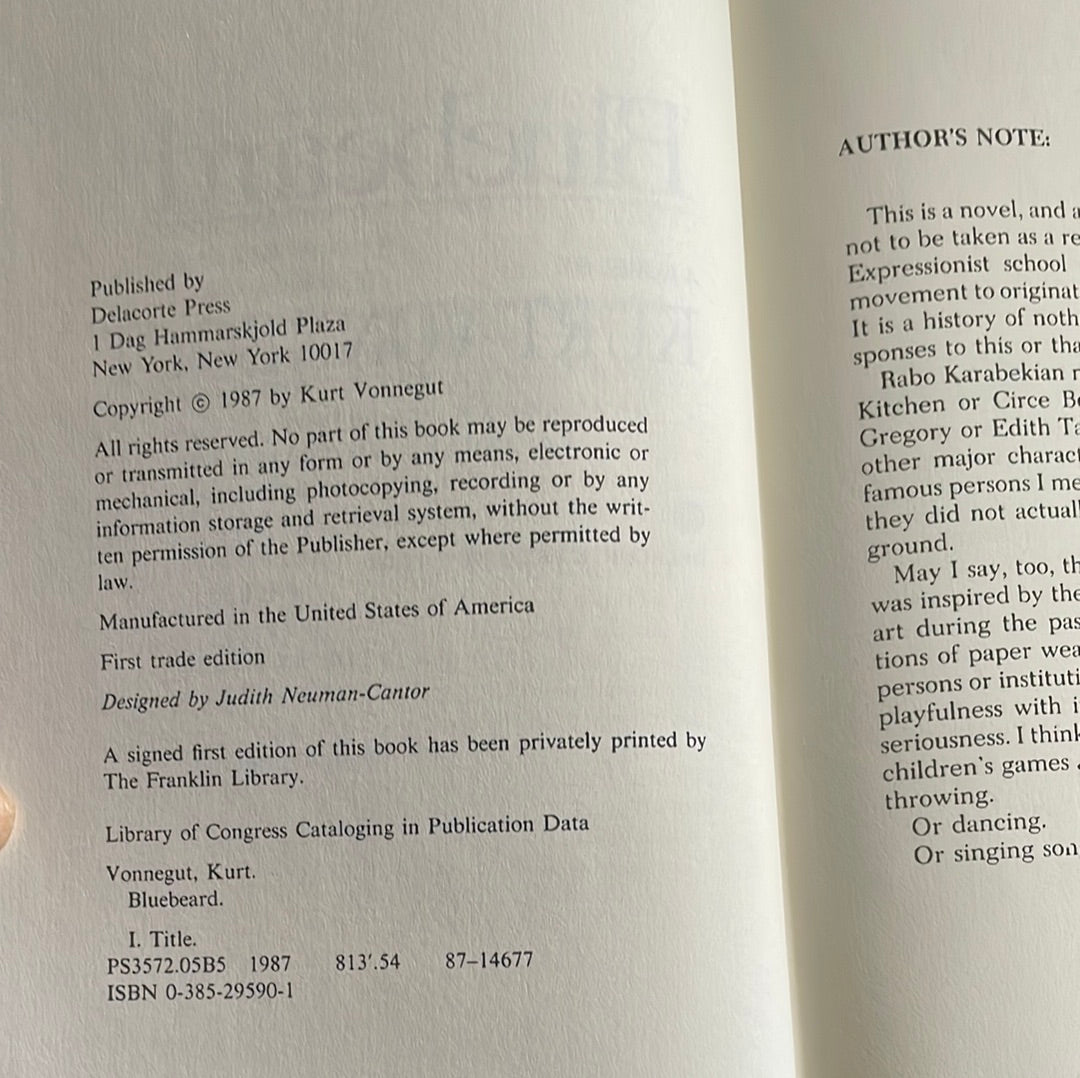 Published by
Delacorte Press
1 Dag Hammarskjold Plaza
New York, New York 10017
Copyright © 1987 by Kurt Vonnegut
All rights reserved. No part of this book may be reproduced
or transmitted in any form or by any means, electronic or
mechanical, including photocopying, recording or by any
information storage and retrieval system, without the writ-
ten permission of the Publisher, except where permitted by
law.
Manufactured in the United States of America
First trade edition
Designed by Judith Neuman-Cantor
A signed first edition of this book has been privately printed by
The Franklin Library.
Library of Congress Cataloging in Publication Data
Vonnegut, Kurt.
Bluebeard.
I. Title.
PS3572.05B5 1987 813'.54 87–14677
ISBN 0-385-29590-1
AUTHOR'S NOTE:
This is a novel, and a
not to be taken as a re
Expressionist school
movement to originat
It is a history of noth
sponses to this or tha
Rabo Karabekian
Kitchen or Circe Be
Gregory or Edith Ta
other major charact
famous persons I me
they did not actual
ground.
May I say, too, th
was inspired by the
art during the pas
tions of paper wea
persons or instituti
playfulness with i
seriousness. I think
children's games
throwing.
Or dancing.
Or singing son